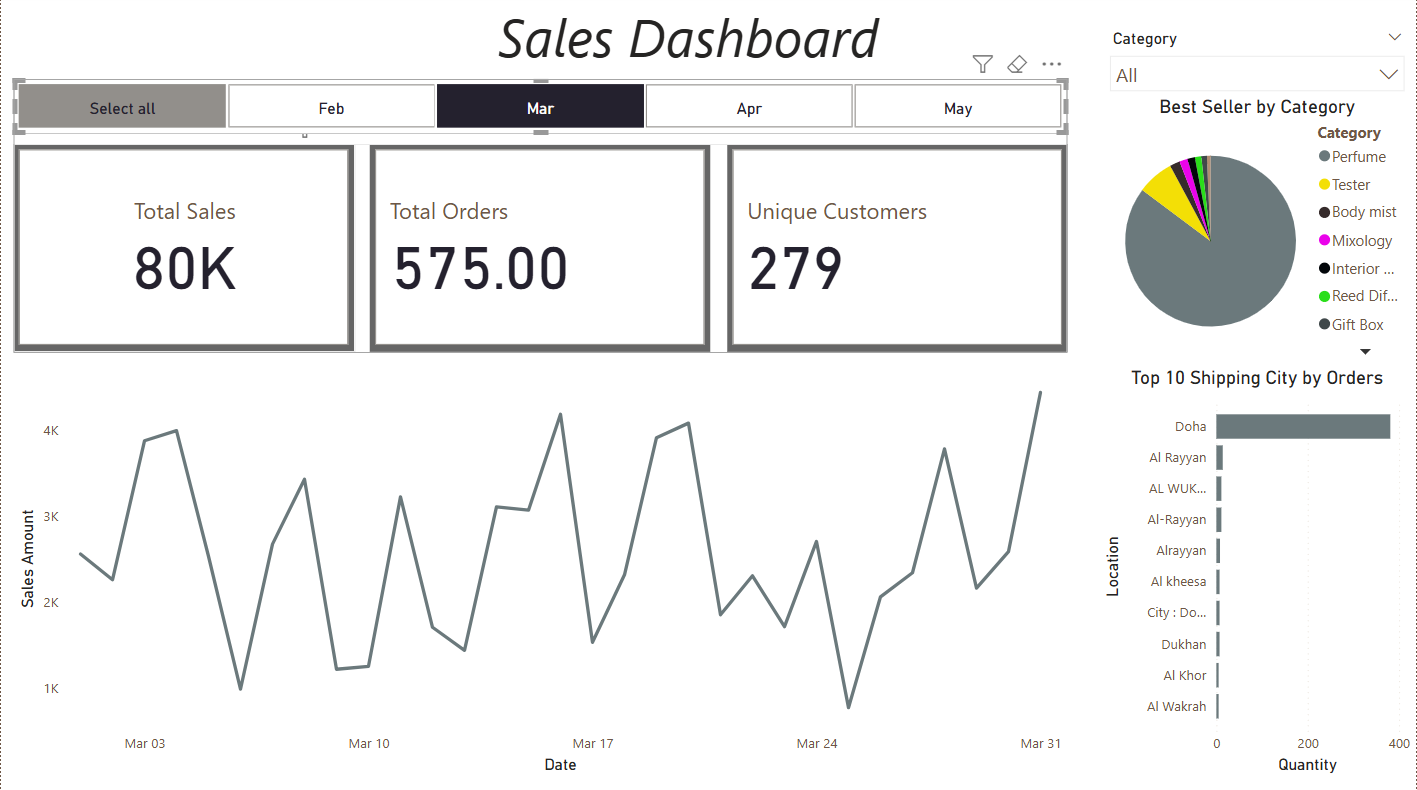 Sales Dashboard
Select all
Feb
Mar
Apr
May
Total Sales
80K
Total Orders
575.00
Unique Customers
279
4K
3K
2K
1K
Sales Amount
Mar 03
Mar 10
Mar 17
Mar 24
Mar 31
Date
Category
All
Best Seller by Category
Category
Perfume
Tester
Body mist
Mixology
Interior ...
Reed Dif...
Gift Box
Top 10 Shipping City by Orders
Location
Doha
Al Rayyan
AL WUK...
Al-Rayyan
Alrayyan
Al kheesa
City : Do...
Dukhan
Al Khor
Al Wakrah
0
200
400
Quantity